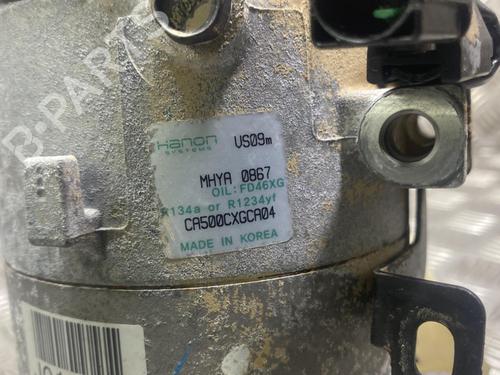 Hanon VS09m
SYSTEMS
MHYA 0867
OIL: FD46XG
R134a or R1234yf
CA500CXGCA04
MADE IN KOREA
B-PARTS